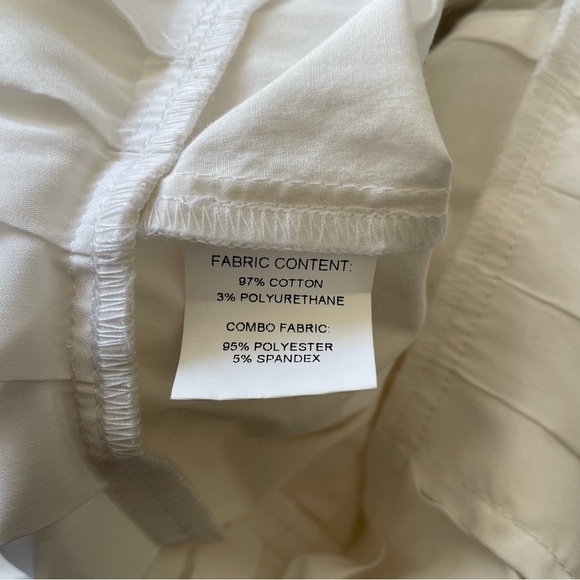 FABRIC CONTENT:
97% COTTON
3% POLYURETHANE
COMBO FABRIC:
95% POLYESTER
5% SPANDEX